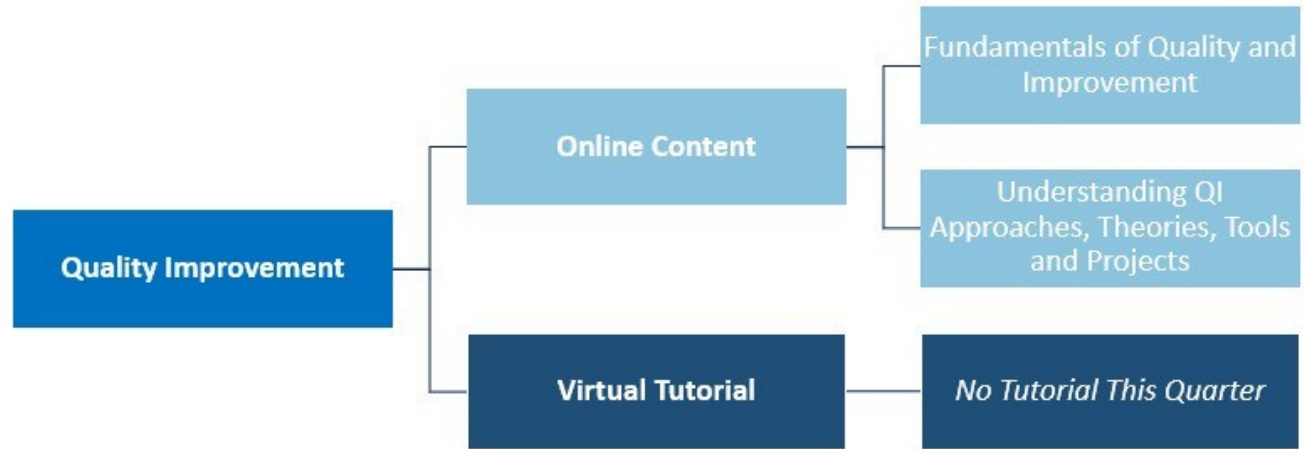 Fundamentals of Quality and
Improvement
Online Content
Understanding QI
Approaches, Theories, Tools
and Projects
Quality Improvement
Virtual Tutorial
No Tutorial This Quarter